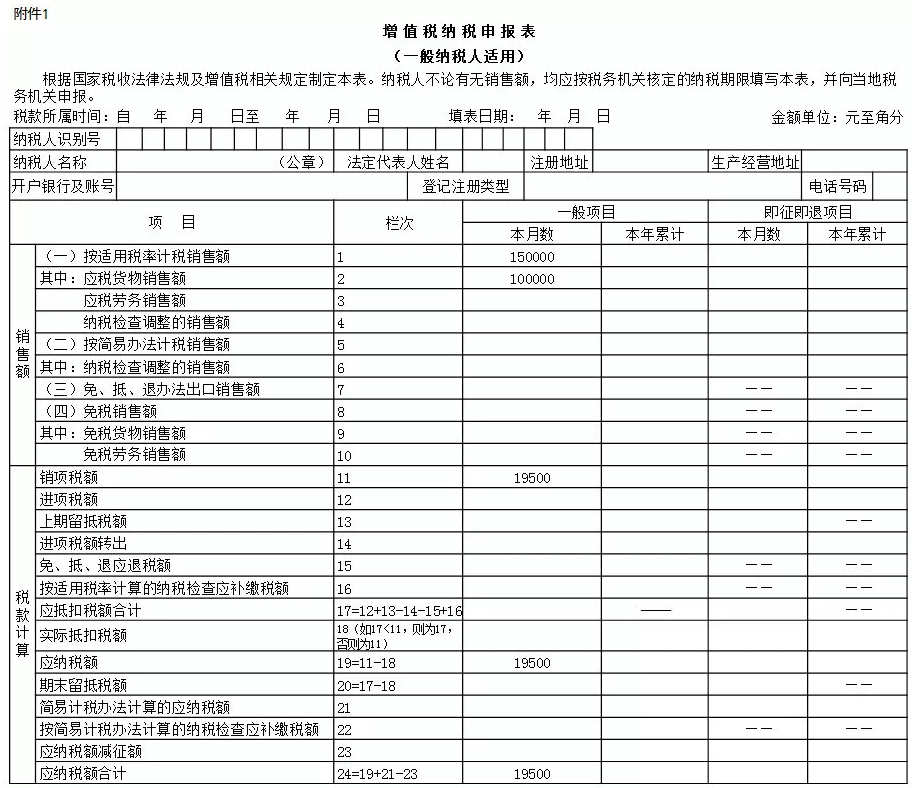 附件1
增值税纳税申报表
（一般纳税人适用）
根据国家税收法律法规及增值税相关规定制定本表。纳税人不论有无销售额，均应按税务机关核定的纳税期限填写本表，并向当地税
务机关申报。
税款所属时间：自 年 月 日至 年 月 日 填表日期： 年 月 日 金额单位：元至角分
纳税人识别号
纳税人名称 （公章） 法定代表人姓名 注册地址 生产经营地址
开户银行及账号 登记注册类型 电话号码
项 目 栏次 一般项目 即征即退项目
本月数 本年累计 本月数 本年累计
销售额
（一）按适用税率计税销售额 1 150000
其中：应税货物销售额 2 100000
应税劳务销售额 3
纳税检查调整的销售额 4
（二）按简易办法计税销售额 5
其中：纳税检查调整的销售额 6
（三）免、抵、退办法出口销售额 7 —— ——
（四）免税销售额 8 —— ——
其中：免税货物销售额 9 —— ——
免税劳务销售额 10 —— ——
税款计算
销项税额 11 19500
进项税额 12
上期留抵税额 13 ——
进项税额转出 14
免、抵、退应退税额 15 —— ——
按适用税率计算的纳税检查应补缴税额 16 —— ——
应抵扣税额合计 17=12+13-14-15+16 —— ——
实际抵扣税额 18（如17<11，则为17，
否则为11）
应纳税额 19=11-18 19500
期末留抵税额 20=17-18 ——
简易计税办法计算的应纳税额 21
按简易计税办法计算的纳税检查应补缴税额 22 —— ——
应纳税额减征额 23
应纳税额合计 24=19+21-23 19500